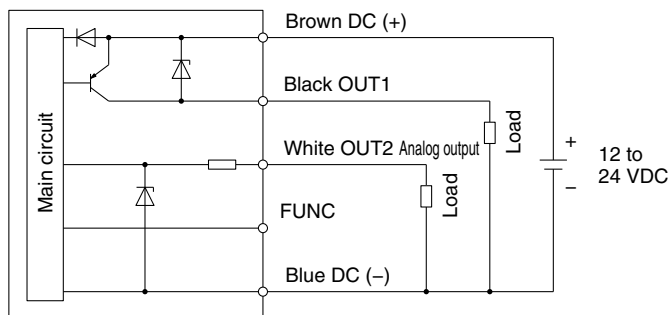 Brown DC (+)
Main circuit
Black OUT1
Load
+
12 to
24 VDC
−
White OUT2 Analog output
Load
FUNC
Blue DC (−)